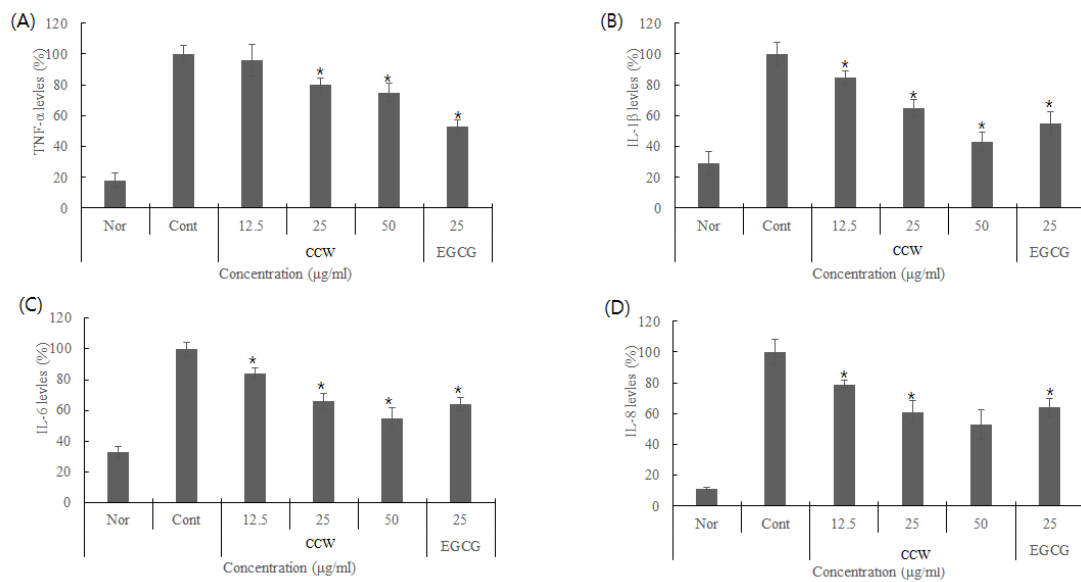 (A)
TNF-α levles (%)
120
100
80
60
40
20
0
* * *
Nor Cont 12.5 25 50 25
CCW EGCG
Concentration (μg/ml)
(B)
IL-1β levles (%)
120
100
80
60
40
20
0
* * * *
Nor Cont 12.5 25 50 25
CCW EGCG
Concentration (μg/ml)
(C)
IL-6 levles (%)
120
100
80
60
40
20
0
* * * *
Nor Cont 12.5 25 50 25
CCW EGCG
Concentration (μg/ml)
(D)
IL-8 levles (%)
120
100
80
60
40
20
0
* * *
Nor Cont 12.5 25 50 25
CCW EGCG
Concentration (μg/ml)